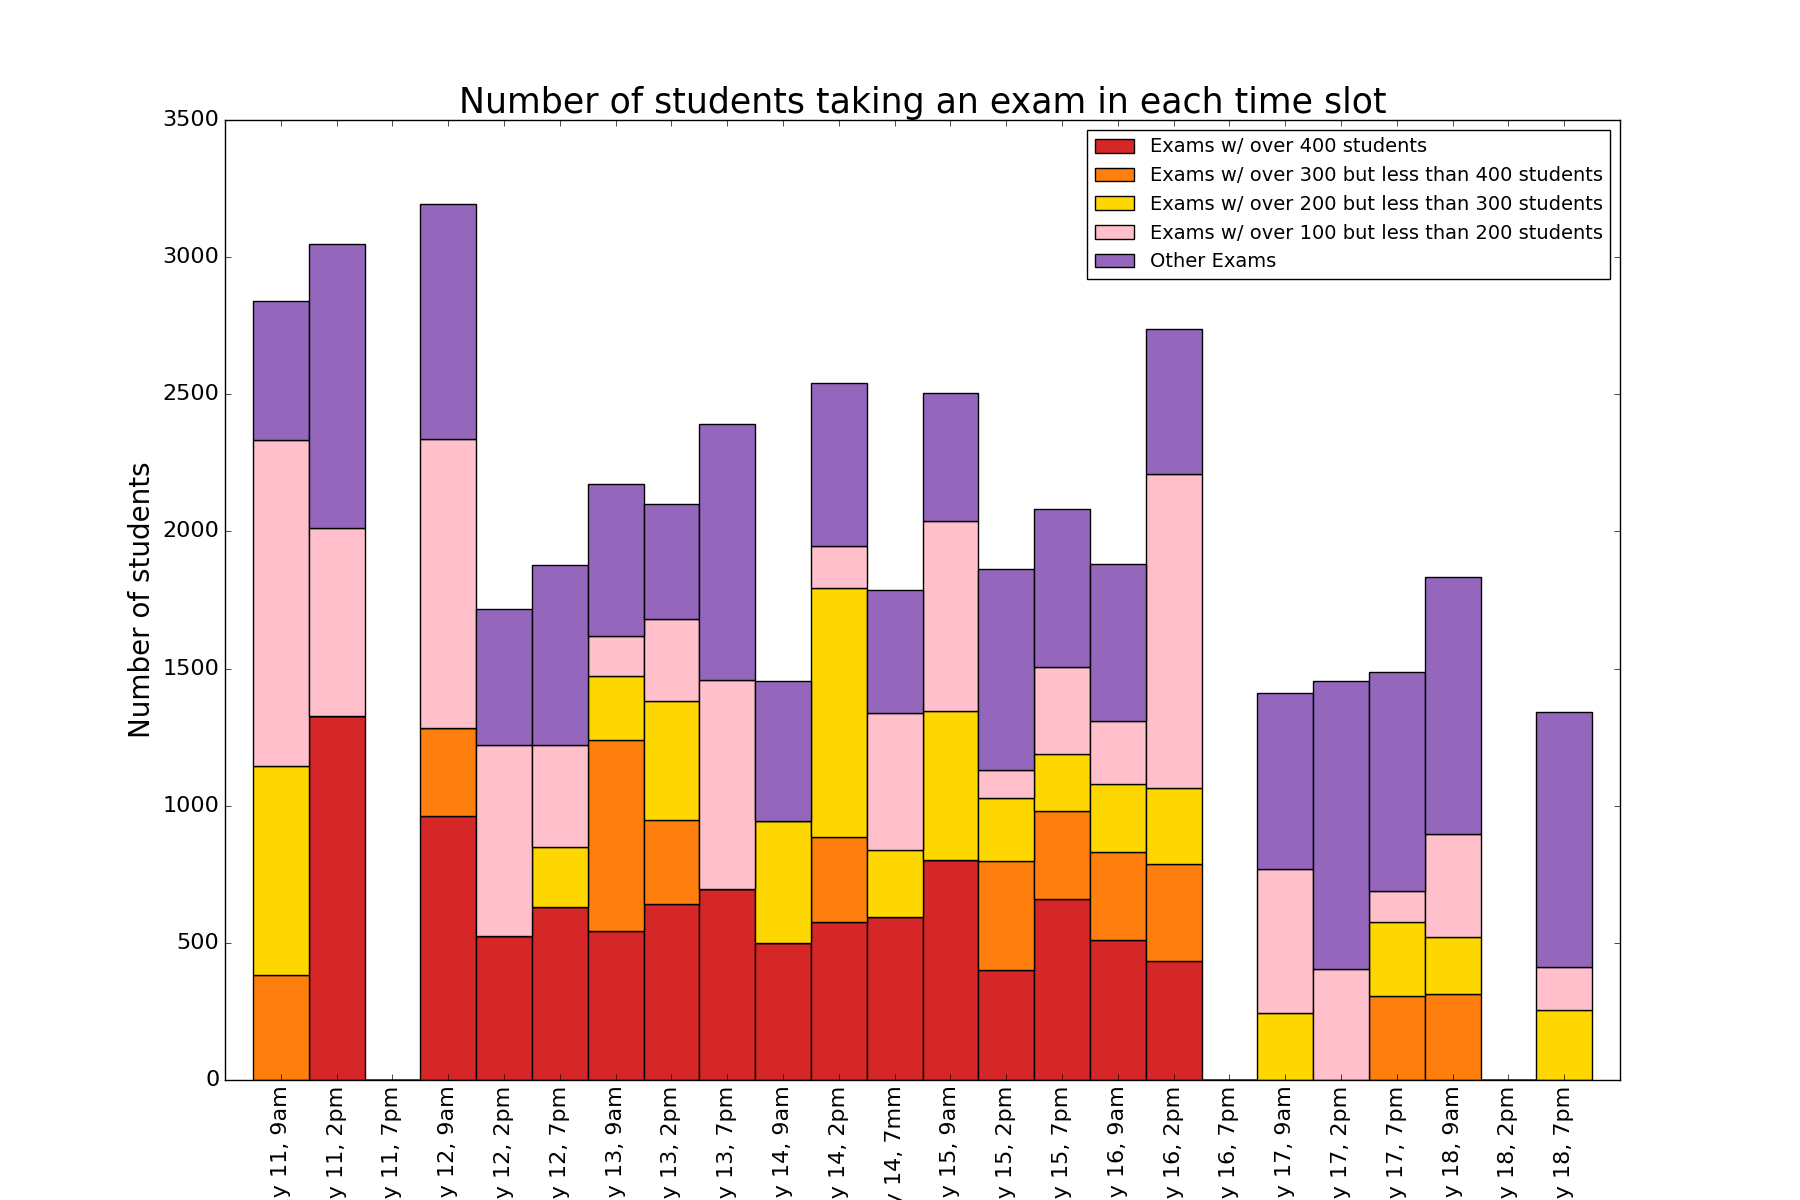 Number of students taking an exam in each time slot
Exams w/ over 400 students
Exams w/ over 300 but less than 400 students
Exams w/ over 200 but less than 300 students
Exams w/ over 100 but less than 200 students
Other Exams
Number of students
3500
3000
2500
2000
1500
1000
500
0
y 11, 9am
y 11, 2pm
y 11, 7pm
y 12, 9am
y 12, 2pm
y 12, 7pm
y 13, 9am
y 13, 2pm
y 13, 7pm
y 14, 9am
y 14, 2pm
y 14, 7mm
y 15, 9am
y 15, 2pm
y 15, 7pm
y 16, 9am
y 16, 2pm
y 16, 7pm
y 17, 9am
y 17, 2pm
y 17, 7pm
y 18, 9am
y 18, 2pm
y 18, 7pm